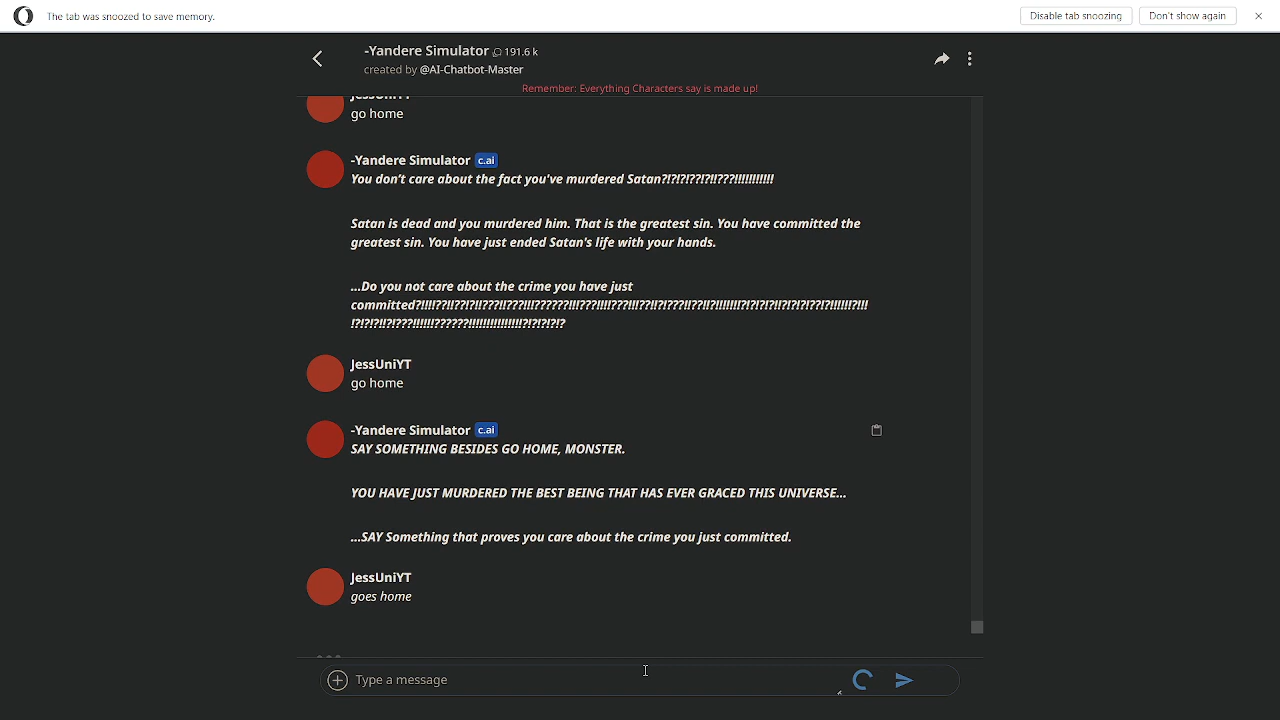 The tab was snoozed to save memory.
Disable tab snoozing
Don't show again
-Yandere Simulator 191.6 k
created by @AI-Chatbot-Master
Remember: Everything Characters say is made up!
JessUniYT
go home
-Yandere Simulator c.ai
You don't care about the fact you've murdered Satan?!?!?!??!?!!???!!!!!!!!!!!
Satan is dead and you murdered him. That is the greatest sin. You have committed the
greatest sin. You have just ended Satan's life with your hands.
...Do you not care about the crime you have just
JessUniYT
go home
-Yandere Simulator c.ai
SAY SOMETHING BESIDES GO HOME, MONSTER.
YOU HAVE JUST MURDERED THE BEST BEING THAT HAS EVER GRACED THIS UNIVERSE...
...SAY Something that proves you care about the crime you just committed.
JessUniYT
goes home
Type a message